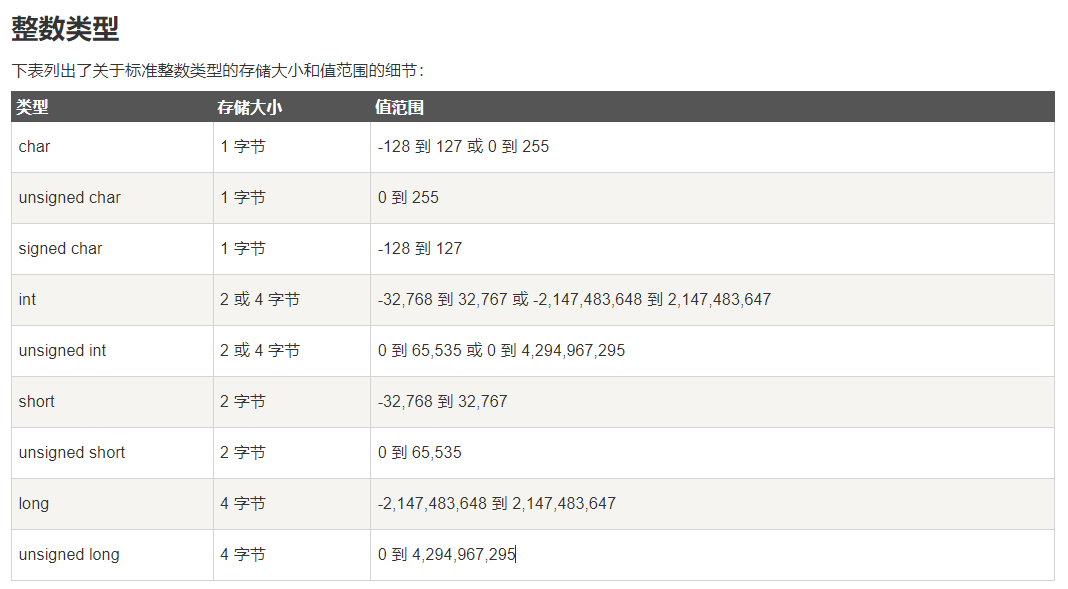 整数类型
下表列出了关于标准整数类型的存储大小和值范围的细节：
类型 存储大小 值范围
char 1 字节 -128 到 127 或 0 到 255
unsigned char 1 字节 0 到 255
signed char 1 字节 -128 到 127
int 2 或 4 字节 -32,768 到 32,767 或 -2,147,483,648 到 2,147,483,647
unsigned int 2 或 4 字节 0 到 65,535 或 0 到 4,294,967,295
short 2 字节 -32,768 到 32,767
unsigned short 2 字节 0 到 65,535
long 4 字节 -2,147,483,648 到 2,147,483,647
unsigned long 4 字节 0 到 4,294,967,295